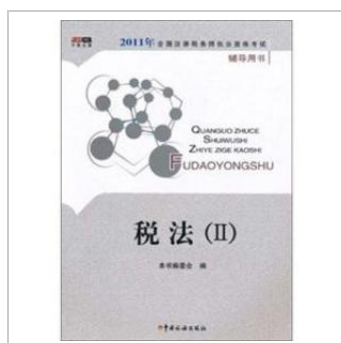 2011年全国注册税务师执业资格考试
辅导用书
QUANGUO ZHUCE
SHUIWUSHI
ZHIYE ZIGE KAOSHI
FUDAOYONGSHU
税法(II)
本书编委会 编